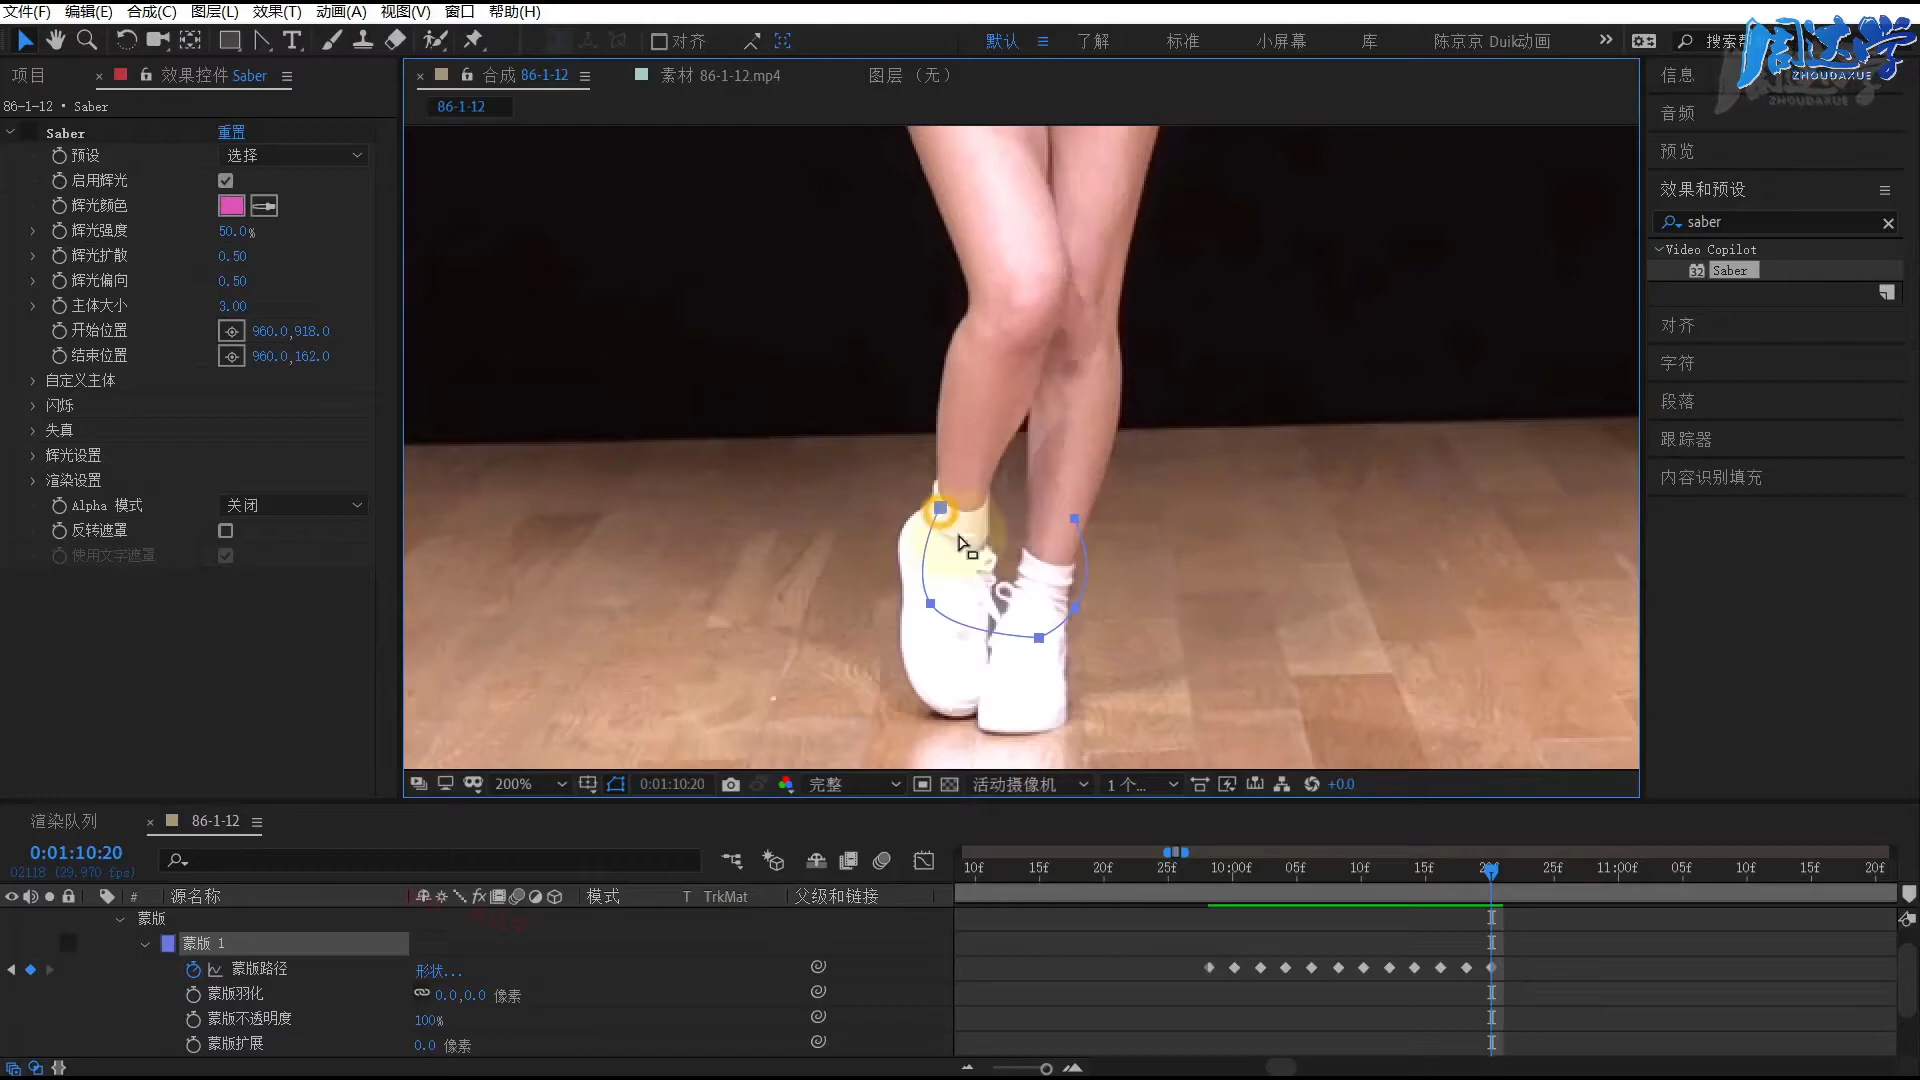 文件(F) 编辑(E) 合成(C) 图层(L) 效果(T) 动画(A) 视图(V) 窗口 帮助(H)
对齐 默认 了解 标准 小屏幕 库 陈京京 Duik动画 搜索帮
周达学
ZHOUDAXUE
项目 效果控件 Saber
86-1-12 • Saber
Saber 重置
预设 选择
启用辉光
辉光颜色
辉光强度 50.0%
辉光扩散 0.50
辉光偏向 0.50
主体大小 3.00
开始位置 960.0,918.0
结束位置 960.0,162.0
自定义主体
闪烁
失真
辉光设置
渲染设置
Alpha 模式 关闭
反转遮罩
使用文字遮罩
合成 86-1-12 素材 86-1-12.mp4 图层 (无)
86-1-12
200% 0:01:10:20 完整 活动摄像机 1 个... +0.0
信息
音频
预览
效果和预设
saber
Video Copilot
32 Saber
对齐
字符
段落
跟踪器
内容识别填充
渲染队列 86-1-12
0:01:10:20
02118 (29.970 fps)
# 源名称 模式 T TrkMat 父级和链接
10f 15f 20f 25f 10:00f 05f 10f 15f 20f 25f 11:00f 05f 10f 15f 20f
蒙版
蒙版 1
蒙版路径 形状...
蒙版羽化 0.0,0.0 像素
蒙版不透明度 100%
蒙版扩展 0.0 像素